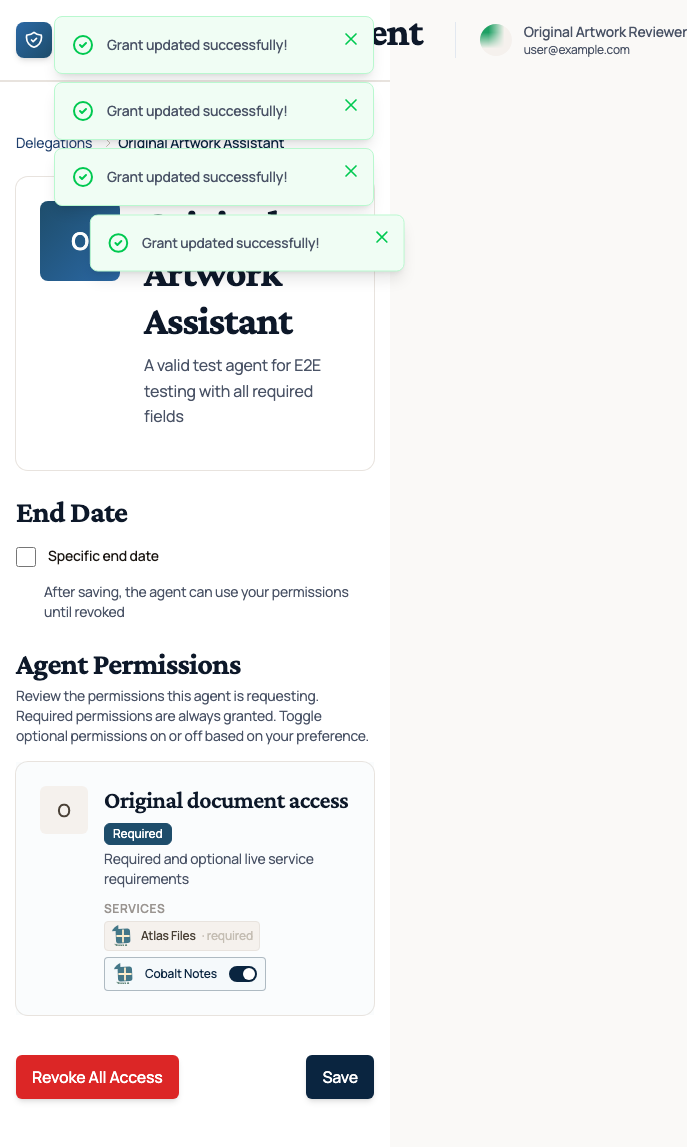 Grant updated successfully!
ent
Original Artwork Reviewer
user@example.com
Grant updated successfully!
Delegations
Original Artwork Assistant
Grant updated successfully!
O
Grant updated successfully!
Artwork
Assistant
A valid test agent for E2E
testing with all required
fields
End Date
Specific end date
After saving, the agent can use your permissions
until revoked
Agent Permissions
Review the permissions this agent is requesting.
Required permissions are always granted. Toggle
optional permissions on or off based on your preference.
O
Original document access
Required
Required and optional live service
requirements
SERVICES
Atlas Files · required
Cobalt Notes
Revoke All Access
Save